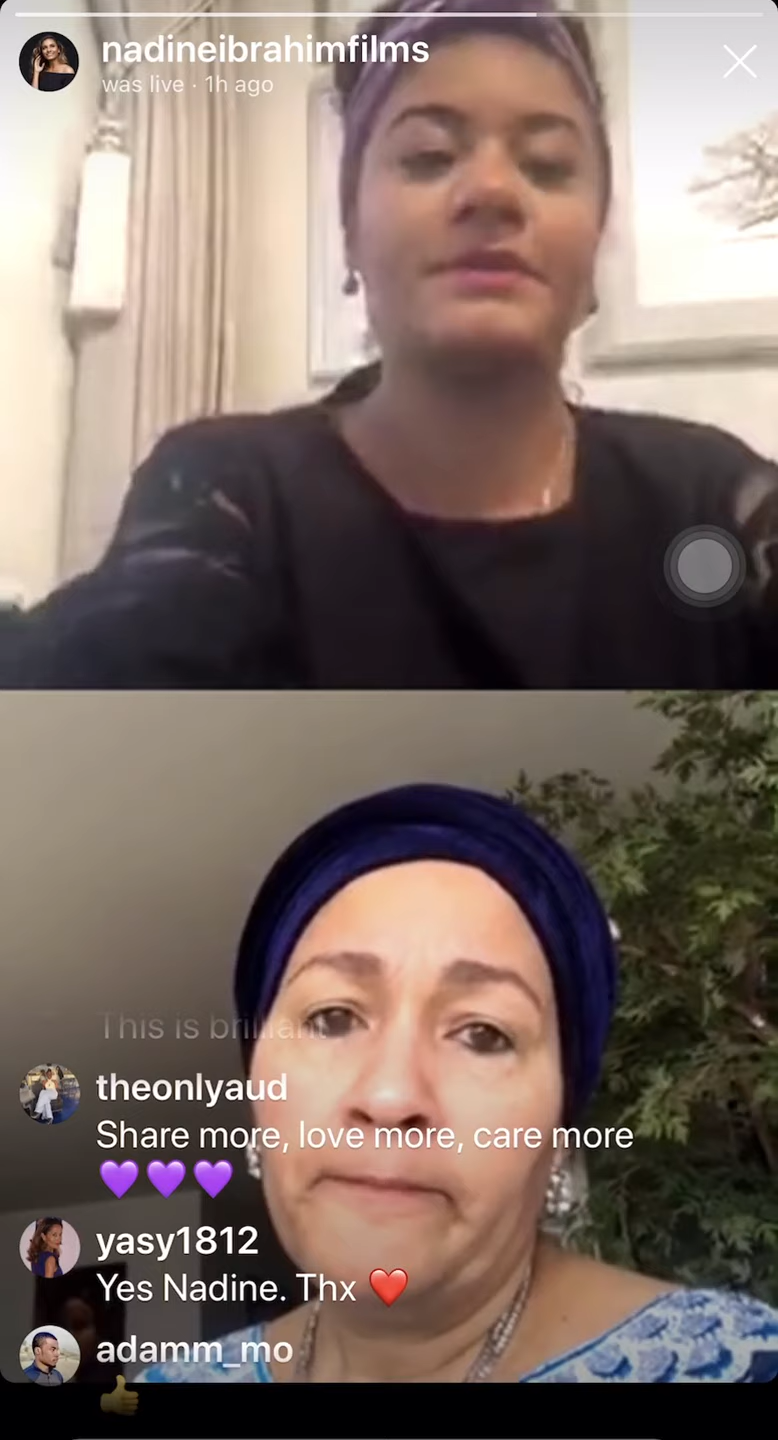 nadineibrahimfilms
was live · 1h ago
This is brilliant
theonlyaud
Share more, love more, care more
💜💜💜
yasy1812
Yes Nadine. Thx ❤️
adamm_mo
👍